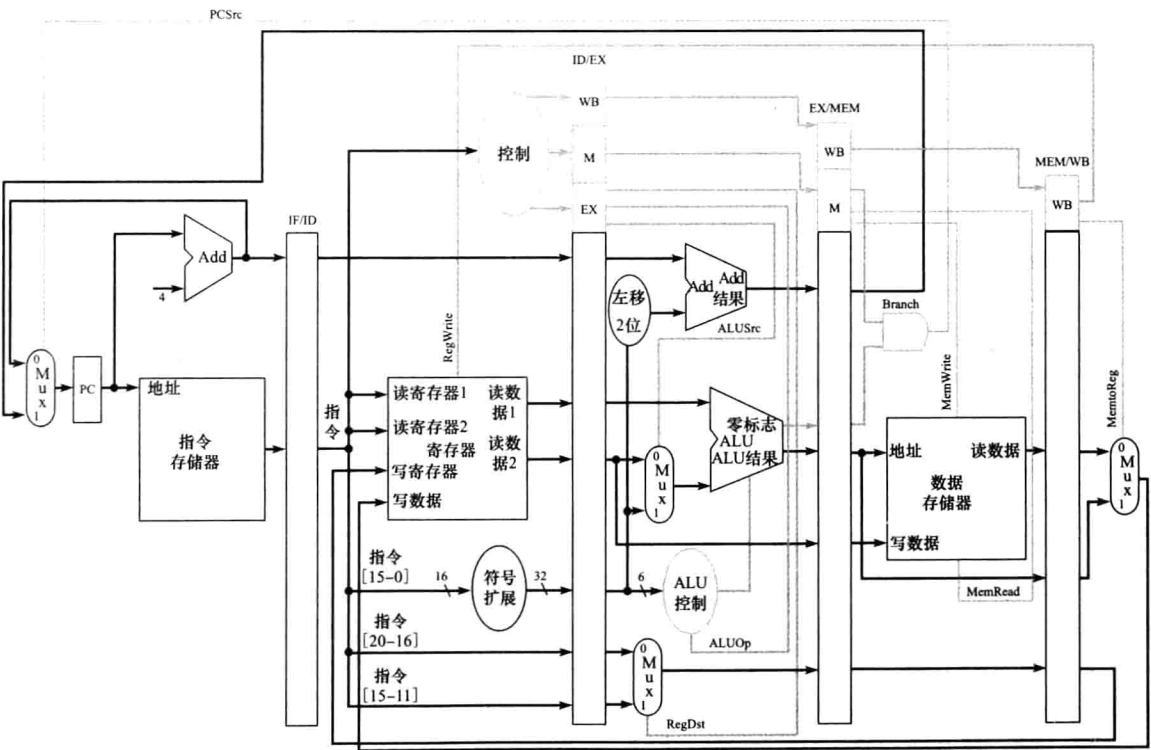 PCSrc
ID/EX
WB
EX/MEM
控制
M
WB
MEM/WB
EX
M
WB
IF/ID
Add
4
左移
2位
Add
Add
结果
ALUSrc
Branch
RegWrite
MemWrite
MemtoReg
0
Mux
1
PC
地址
指令
存储器
指令
读寄存器1
读寄存器2
寄存器
写寄存器
写数据
读数
据1
读数
据2
0
Mux
1
零标志
ALU
ALU结果
地址
读数据
数据
存储器
写数据
0
Mux
1
指令
[15-0]
16
符号
扩展
32
6
ALU
控制
MemRead
指令
[20-16]
ALUOp
指令
[15-11]
0
Mux
1
RegDst